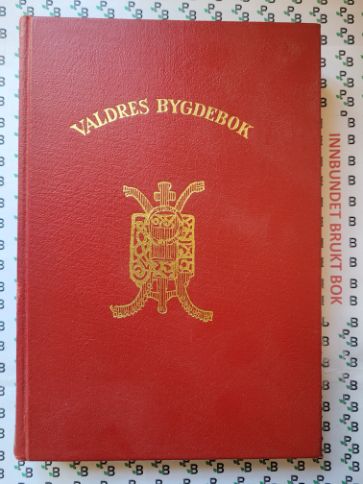 VALDRES BYGDEBOK
INNBUNDET BRUKT BOK